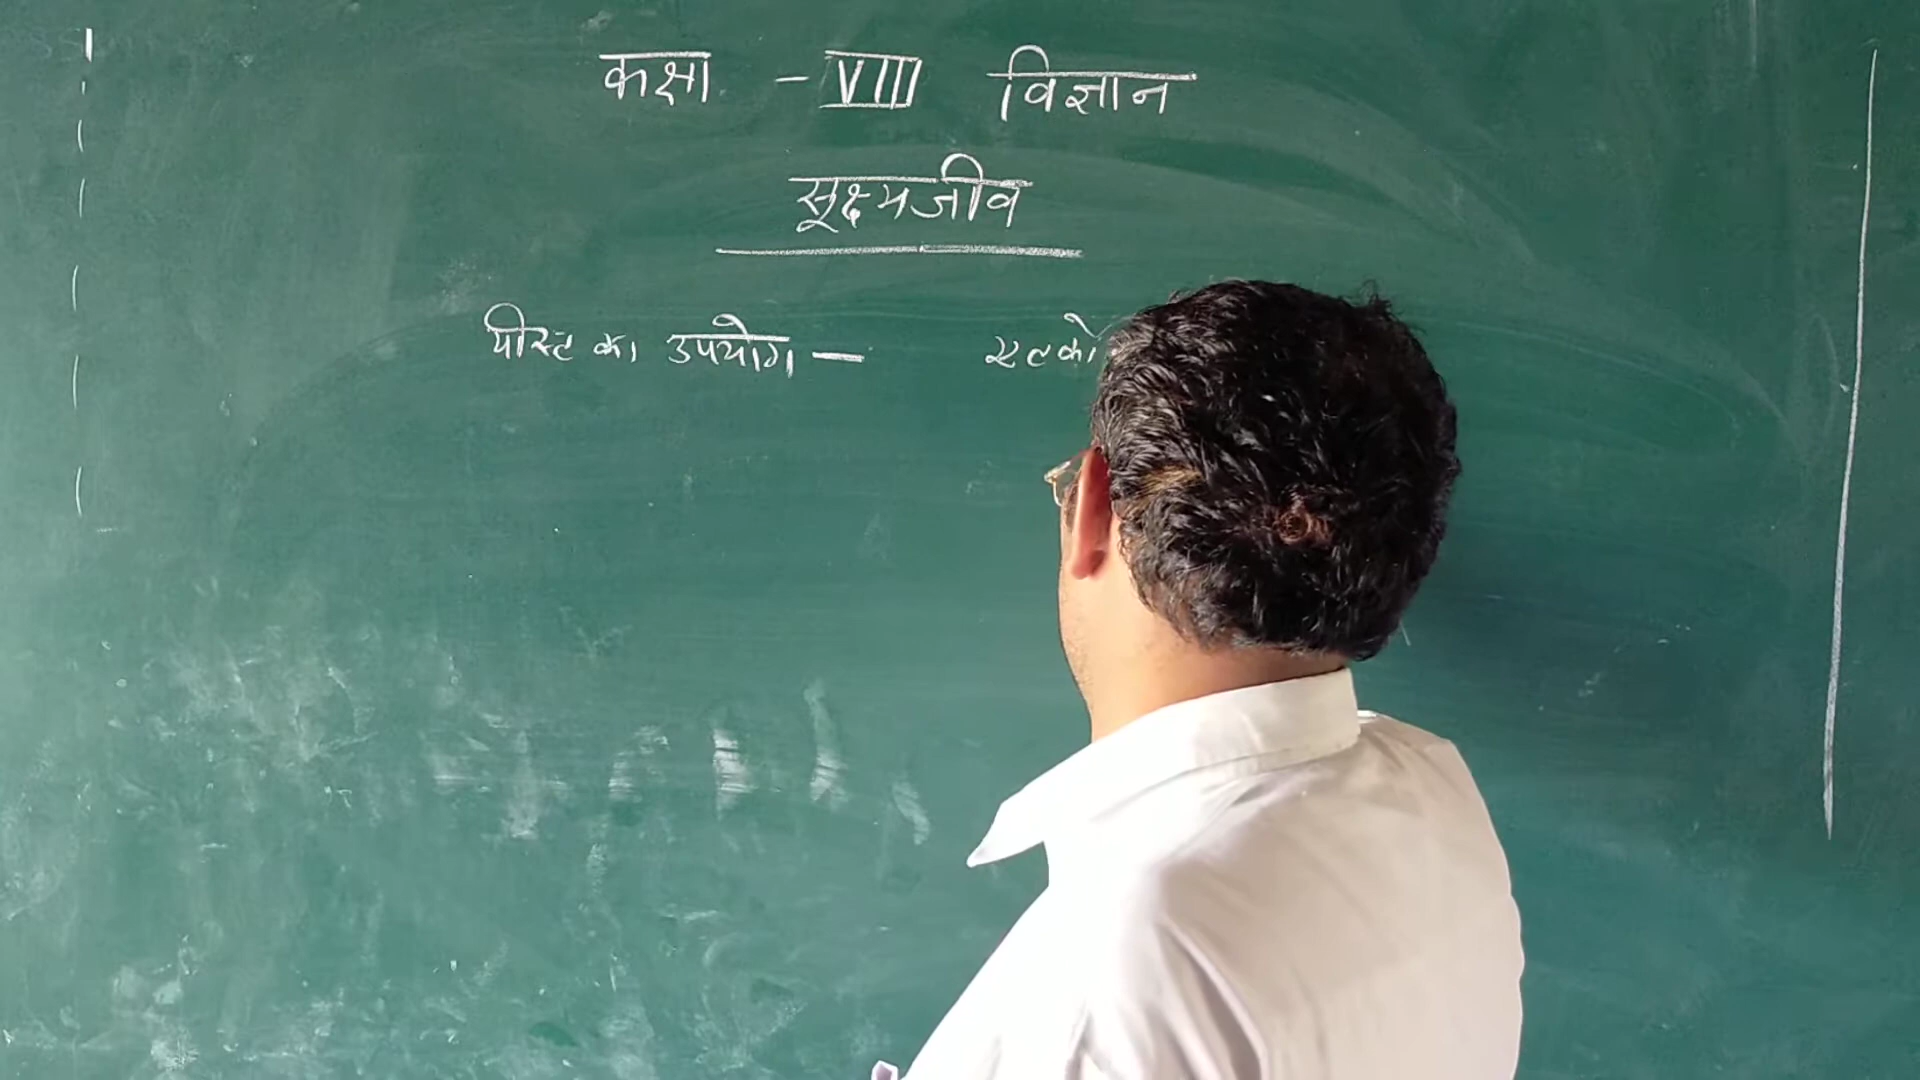 कक्षा - VIII विज्ञान
सूक्ष्मजीव
यीस्ट का उपयोग -